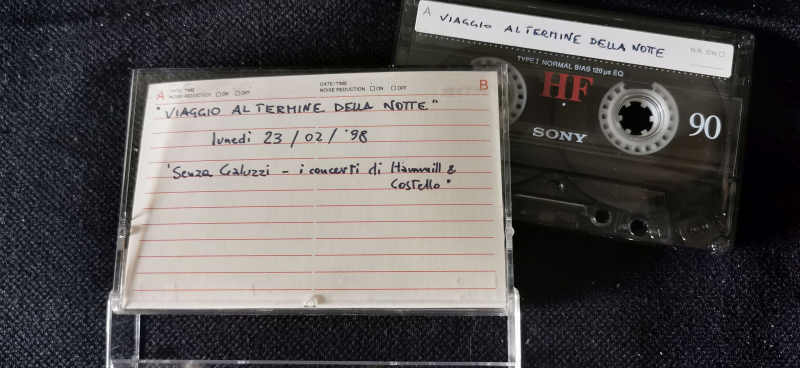 A DATE/TIME NOISE REDUCTION □ON □OFF
DATE/TIME NOISE REDUCTION □ON □OFF B
"VIAGGIO AL TERMINE DELLA NOTTE"
lunedì 23/02/'98
"Senza Galuzzi - i concerti di Hammill &
Costello"
A VIAGGIO AL TERMINE DELLA NOTTE
N.R. ON □
TYPE I NORMAL BIAS 120 µs EQ
HF
SONY
90